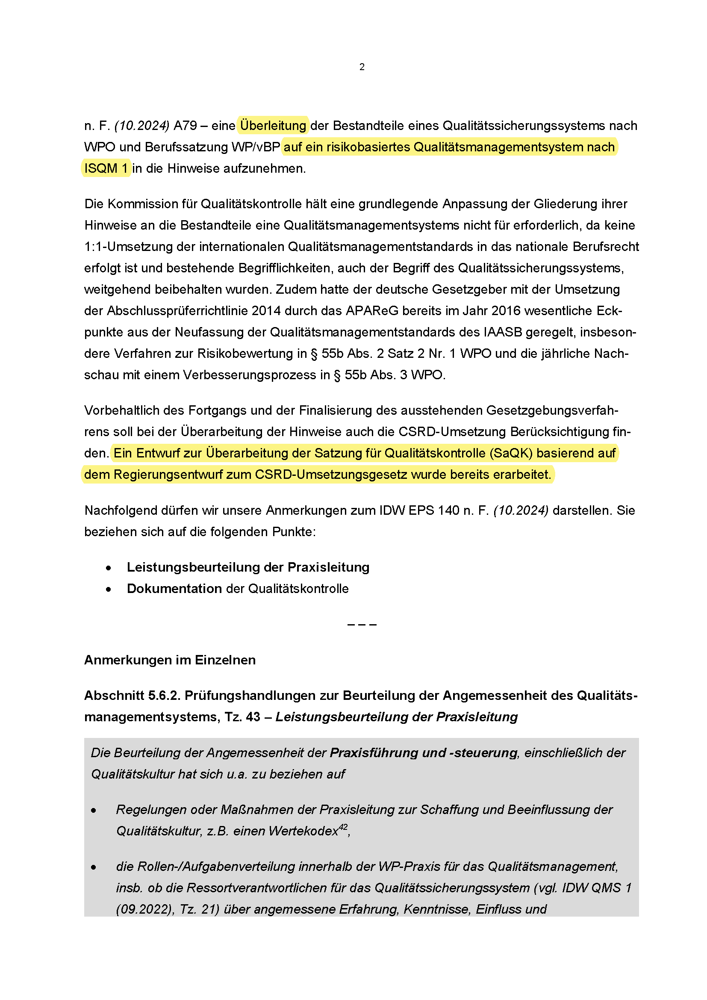 2
n. F. (10.2024) A79 – eine Überleitung der Bestandteile eines Qualitätssicherungssystems nach
WPO und Berufssatzung WP/vBP auf ein risikobasiertes Qualitätsmanagementsystem nach
ISQM 1 in die Hinweise aufzunehmen.
Die Kommission für Qualitätskontrolle hält eine grundlegende Anpassung der Gliederung ihrer
Hinweise an die Bestandteile eine Qualitätsmanagementsystems nicht für erforderlich, da keine
1:1-Umsetzung der internationalen Qualitätsmanagementstandards in das nationale Berufsrecht
erfolgt ist und bestehende Begrifflichkeiten, auch der Begriff des Qualitätssicherungssystems,
weitgehend beibehalten wurden. Zudem hatte der deutsche Gesetzgeber mit der Umsetzung
der Abschlussprüferrichtlinie 2014 durch das APAReG bereits im Jahr 2016 wesentliche Eck-
punkte aus der Neufassung der Qualitätsmanagementstandards des IAASB geregelt, insbeson-
dere Verfahren zur Risikobewertung in § 55b Abs. 2 Satz 2 Nr. 1 WPO und die jährliche Nach-
schau mit einem Verbesserungsprozess in § 55b Abs. 3 WPO.
Vorbehaltlich des Fortgangs und der Finalisierung des ausstehenden Gesetzgebungsverfah-
rens soll bei der Überarbeitung der Hinweise auch die CSRD-Umsetzung Berücksichtigung fin-
den. Ein Entwurf zur Überarbeitung der Satzung für Qualitätskontrolle (SaQK) basierend auf
dem Regierungsentwurf zum CSRD-Umsetzungsgesetz wurde bereits erarbeitet.
Nachfolgend dürfen wir unsere Anmerkungen zum IDW EPS 140 n. F. (10.2024) darstellen. Sie
beziehen sich auf die folgenden Punkte:
• Leistungsbeurteilung der Praxisleitung
• Dokumentation der Qualitätskontrolle
– – –
Anmerkungen im Einzelnen
Abschnitt 5.6.2. Prüfungshandlungen zur Beurteilung der Angemessenheit des Qualitäts-
managementsystems, Tz. 43 – Leistungsbeurteilung der Praxisleitung
Die Beurteilung der Angemessenheit der Praxisführung und -steuerung, einschließlich der
Qualitätskultur hat sich u.a. zu beziehen auf
• Regelungen oder Maßnahmen der Praxisleitung zur Schaffung und Beeinflussung der
Qualitätskultur, z.B. einen Wertekodex42,
• die Rollen-/Aufgabenverteilung innerhalb der WP-Praxis für das Qualitätsmanagement,
insb. ob die Ressortverantwortlichen für das Qualitätssicherungssystem (vgl. IDW QMS 1
(09.2022), Tz. 21) über angemessene Erfahrung, Kenntnisse, Einfluss und